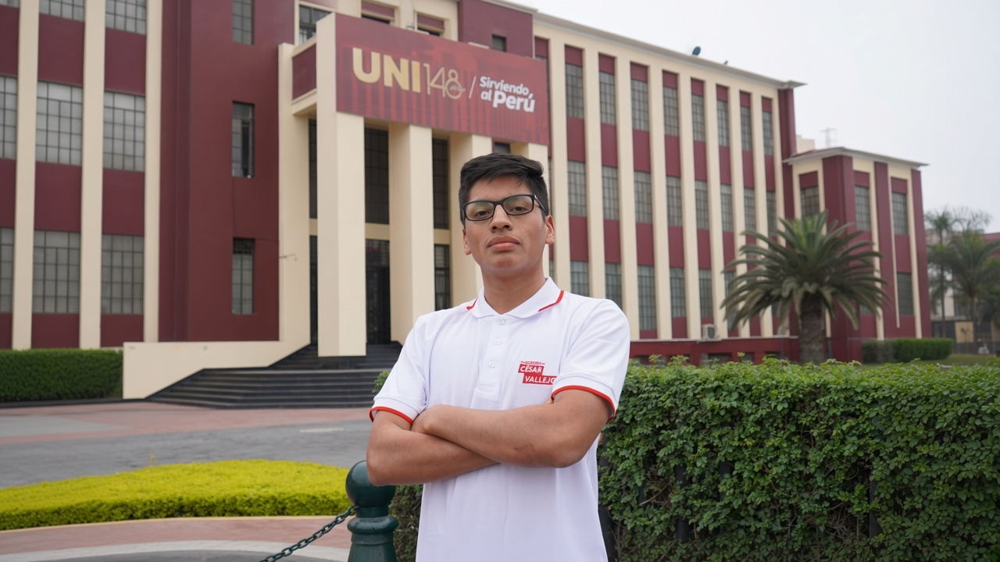 UNI 148 / Sirviendo
al Perú
CÉSAR
VALLEJO